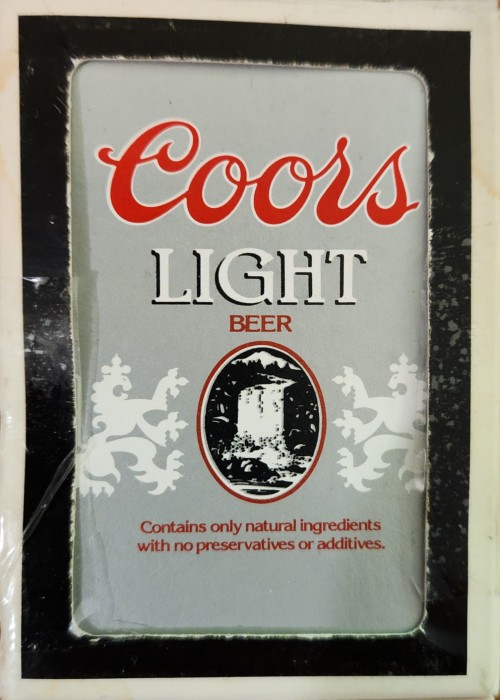 Coors
LIGHT
BEER
Contains only natural ingredients
with no preservatives or additives.